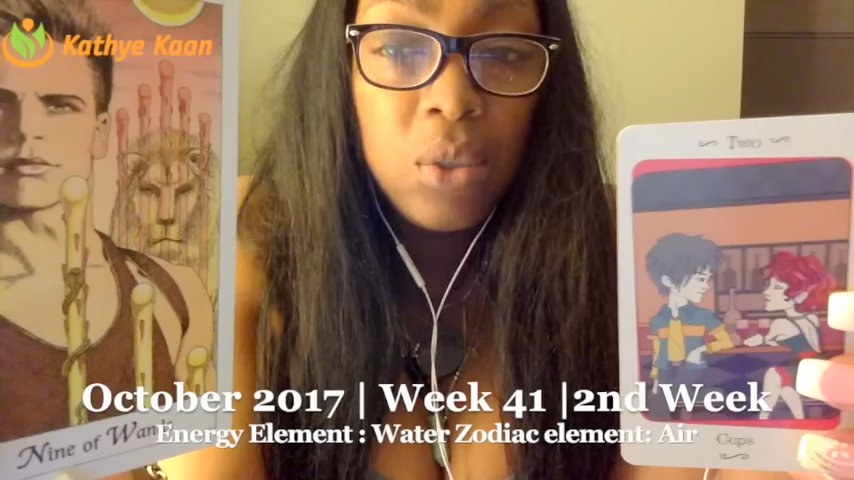 Kathye Kaan
Two
October 2017 | Week 41 |2nd Week
Energy Element : Water Zodiac element: Air
Nine of Wan
Cups